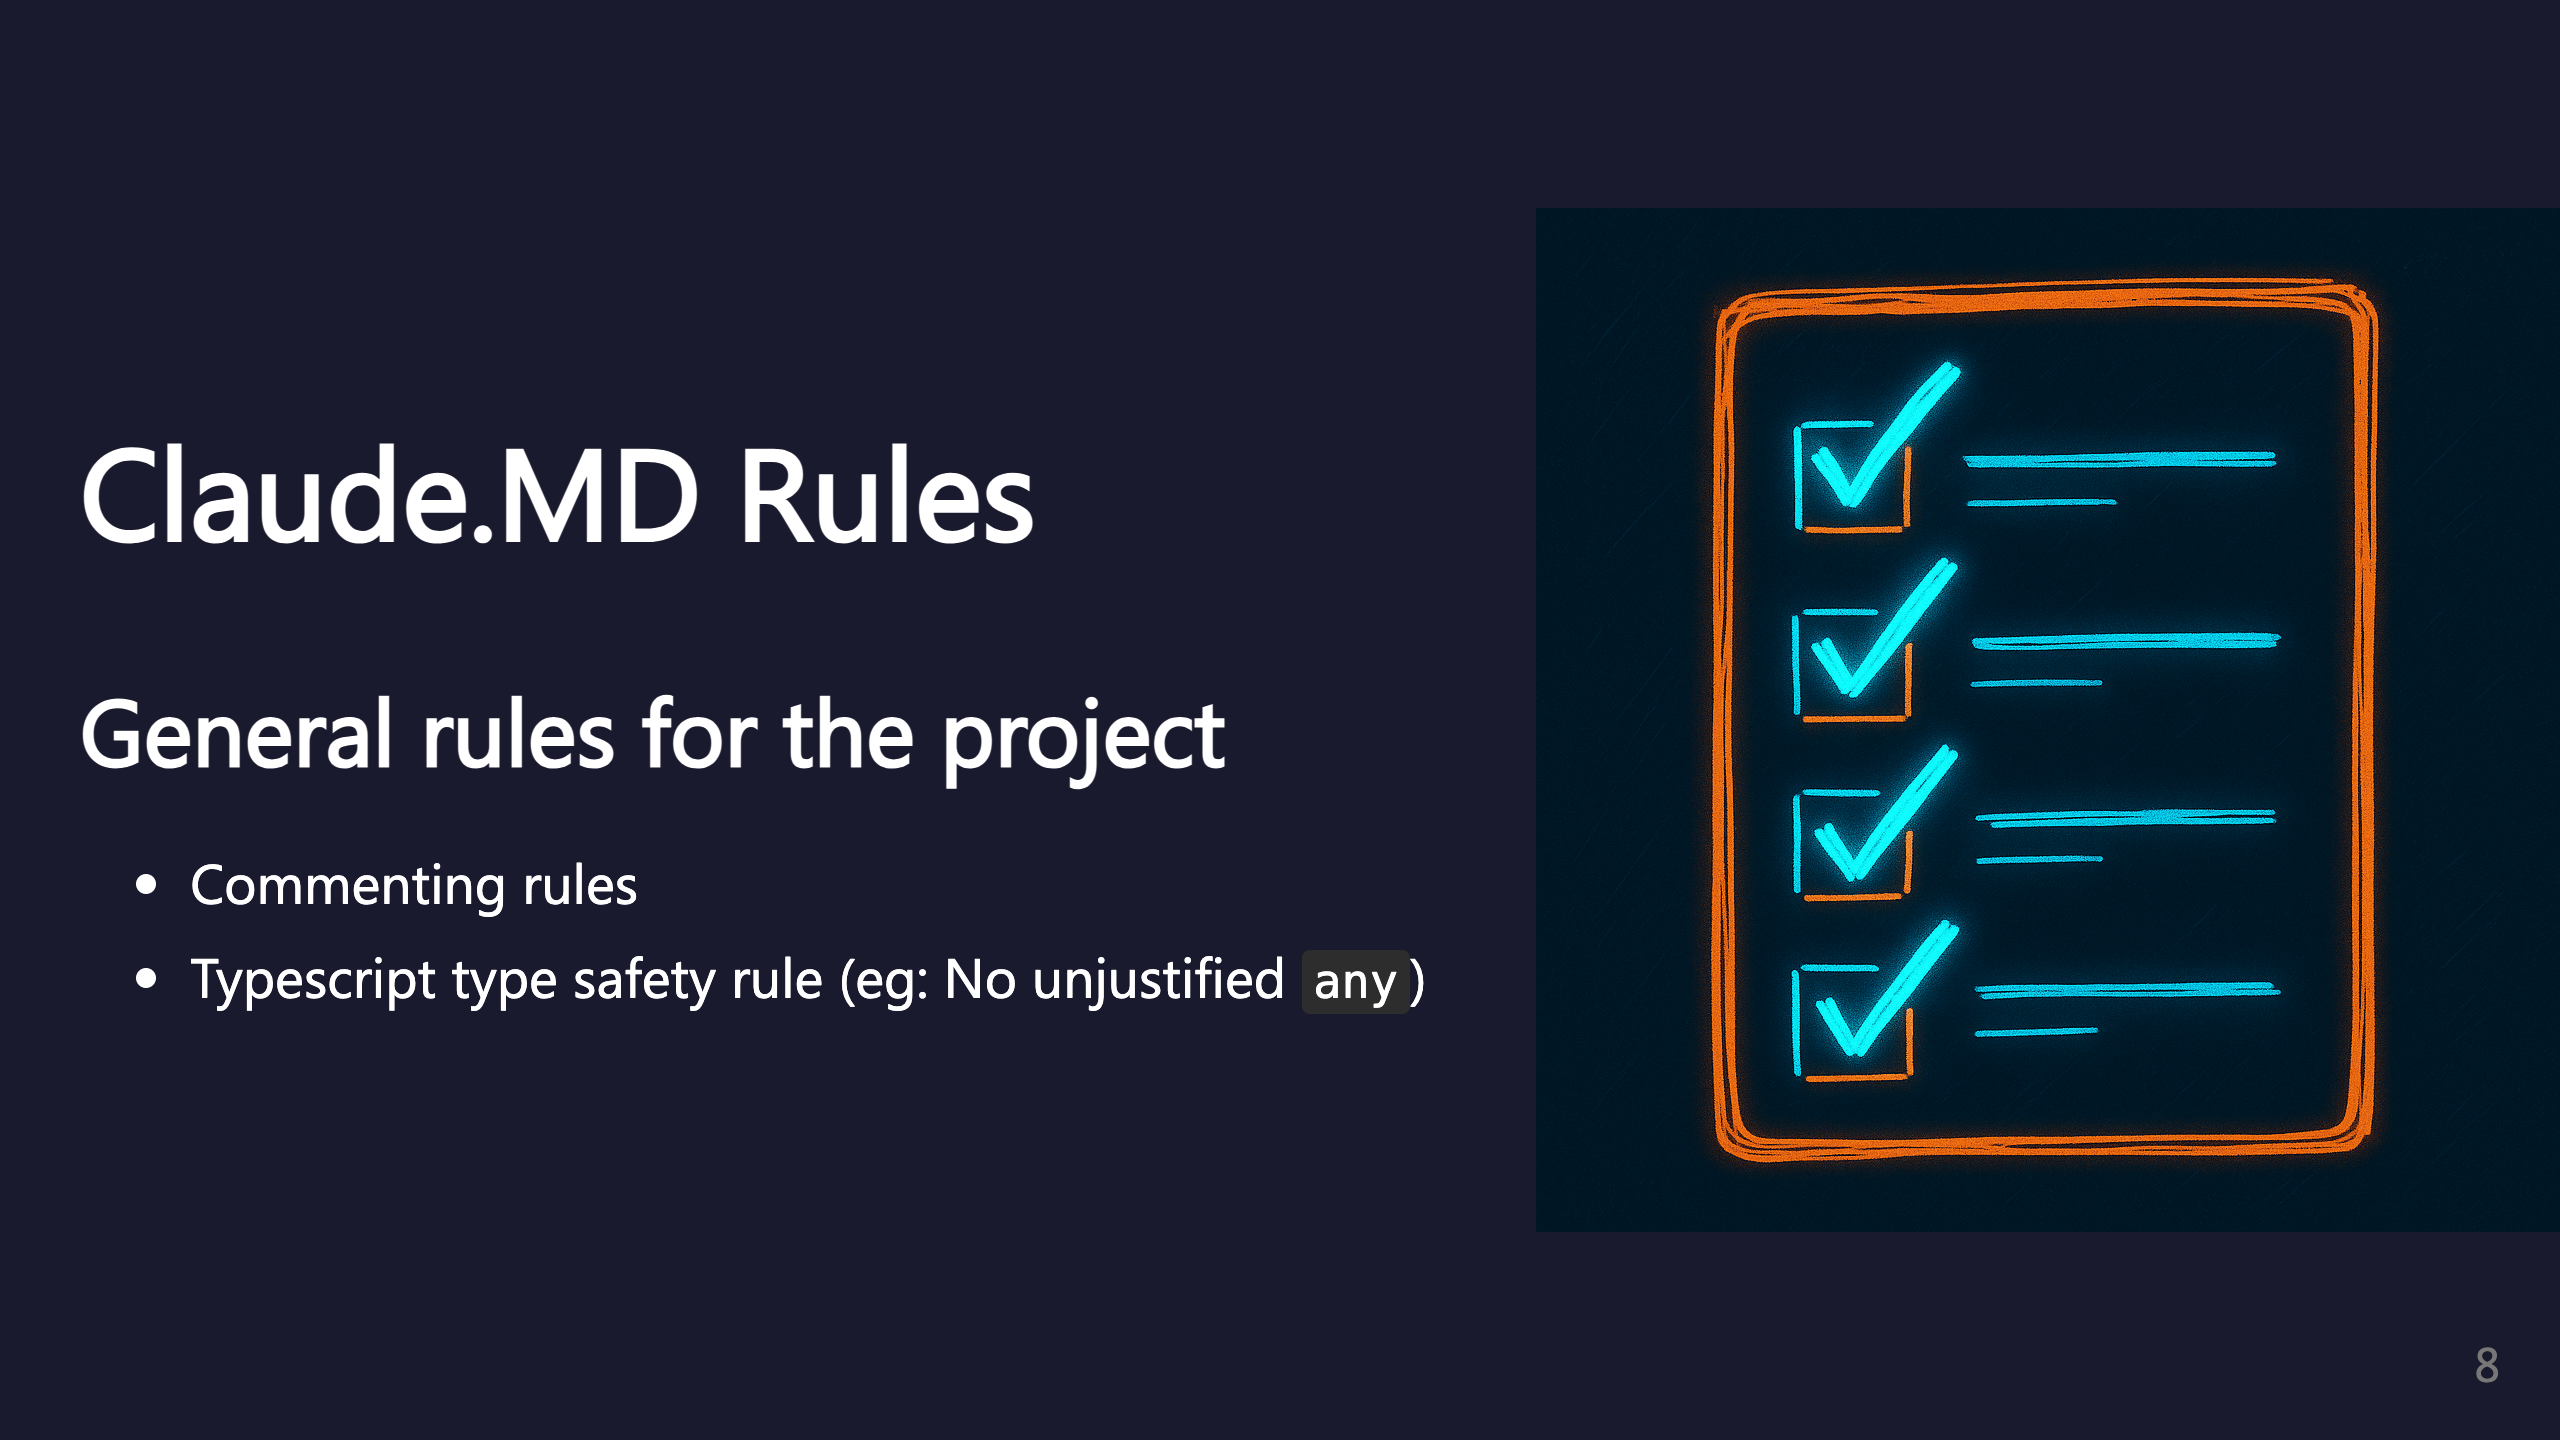 Claude.MD Rules
General rules for the project
• Commenting rules
• Typescript type safety rule (eg: No unjustified any)
8